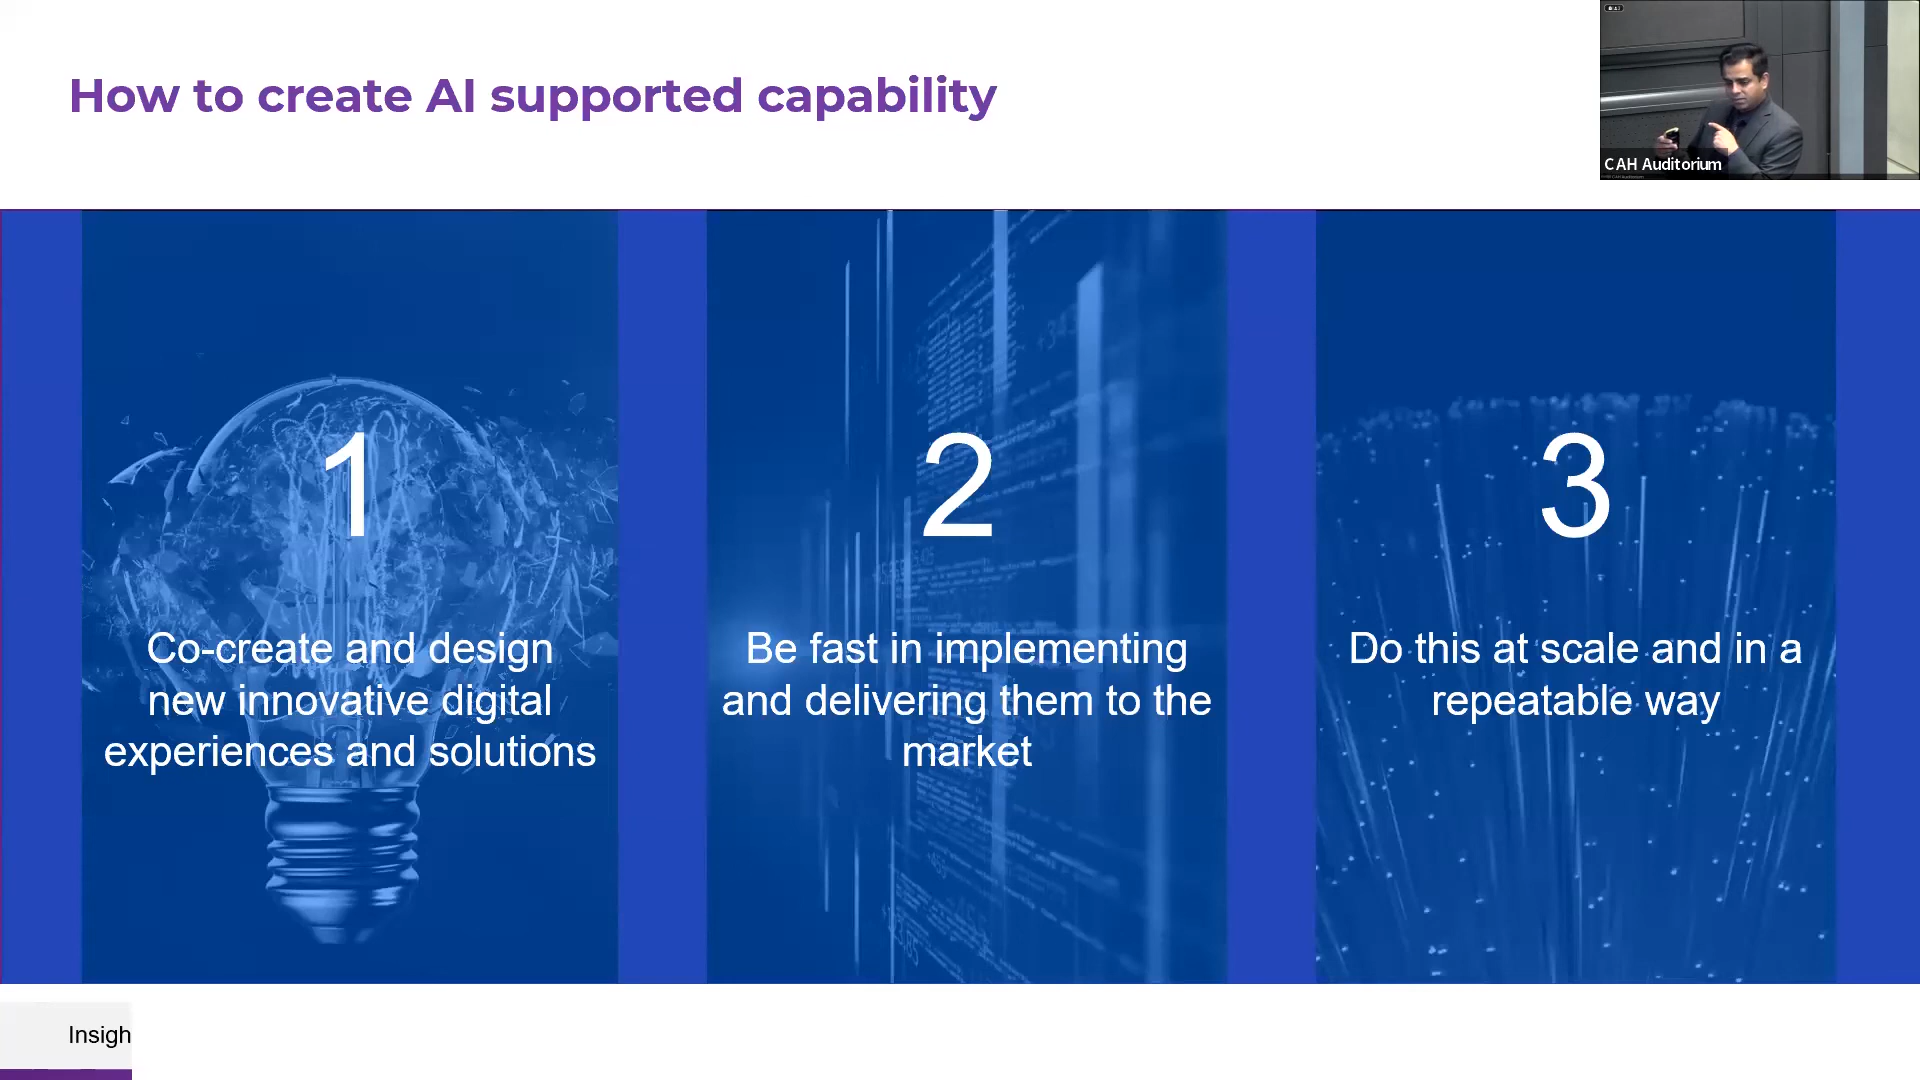 How to create AI supported capability
CAH Auditorium
1
Co-create and design
new innovative digital
experiences and solutions
2
Be fast in implementing
and delivering them to the
market
3
Do this at scale and in a
repeatable way
Insigh